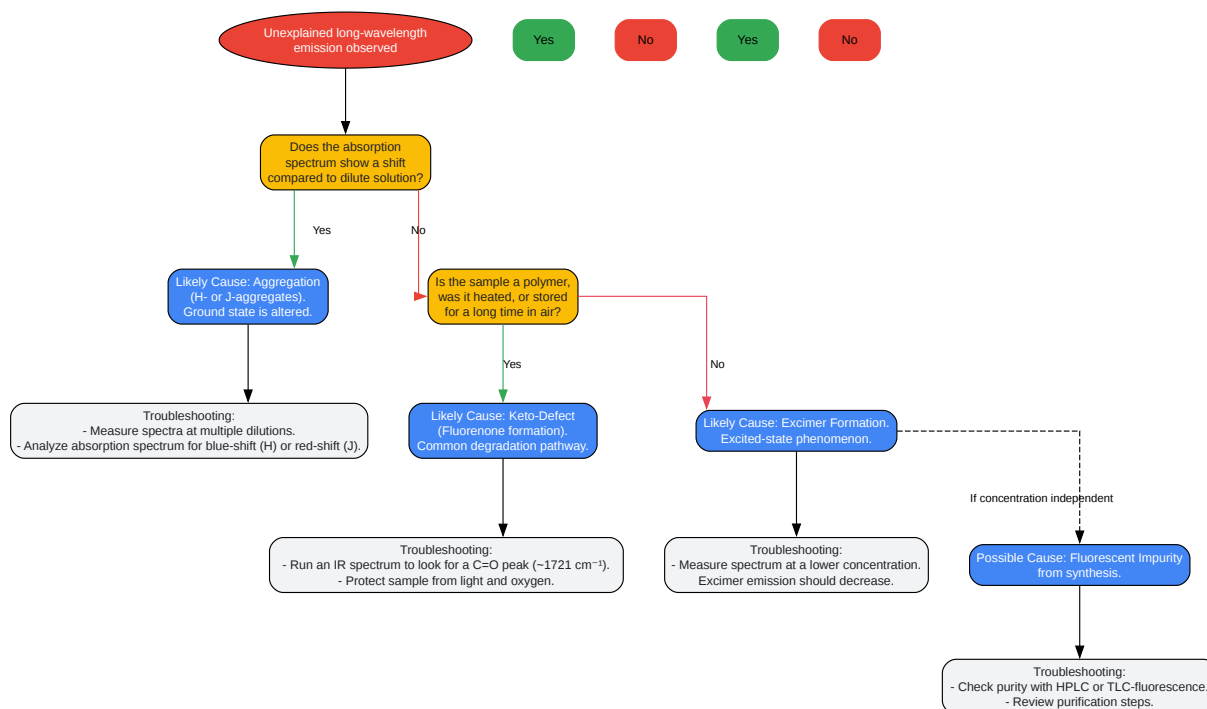 Unexplained long-wavelength
emission observed
Yes
No
Yes
No
Does the absorption
spectrum show a shift
compared to dilute solution?
Yes
No
Likely Cause: Aggregation
(H- or J-aggregates).
Ground state is altered.
Is the sample a polymer,
was it heated, or stored
for a long time in air?
Yes
No
Troubleshooting:
- Measure spectra at multiple dilutions.
- Analyze absorption spectrum for blue-shift (H) or red-shift (J).
Likely Cause: Keto-Defect
(Fluorenone formation).
Common degradation pathway.
Likely Cause: Excimer Formation.
Excited-state phenomenon.
If concentration independent
Troubleshooting:
- Run an IR spectrum to look for a C=O peak (~1721 cm⁻¹).
- Protect sample from light and oxygen.
Troubleshooting:
- Measure spectrum at a lower concentration.
Excimer emission should decrease.
Possible Cause: Fluorescent Impurity
from synthesis.
Troubleshooting:
- Check purity with HPLC or TLC-fluorescence.
- Review purification steps.